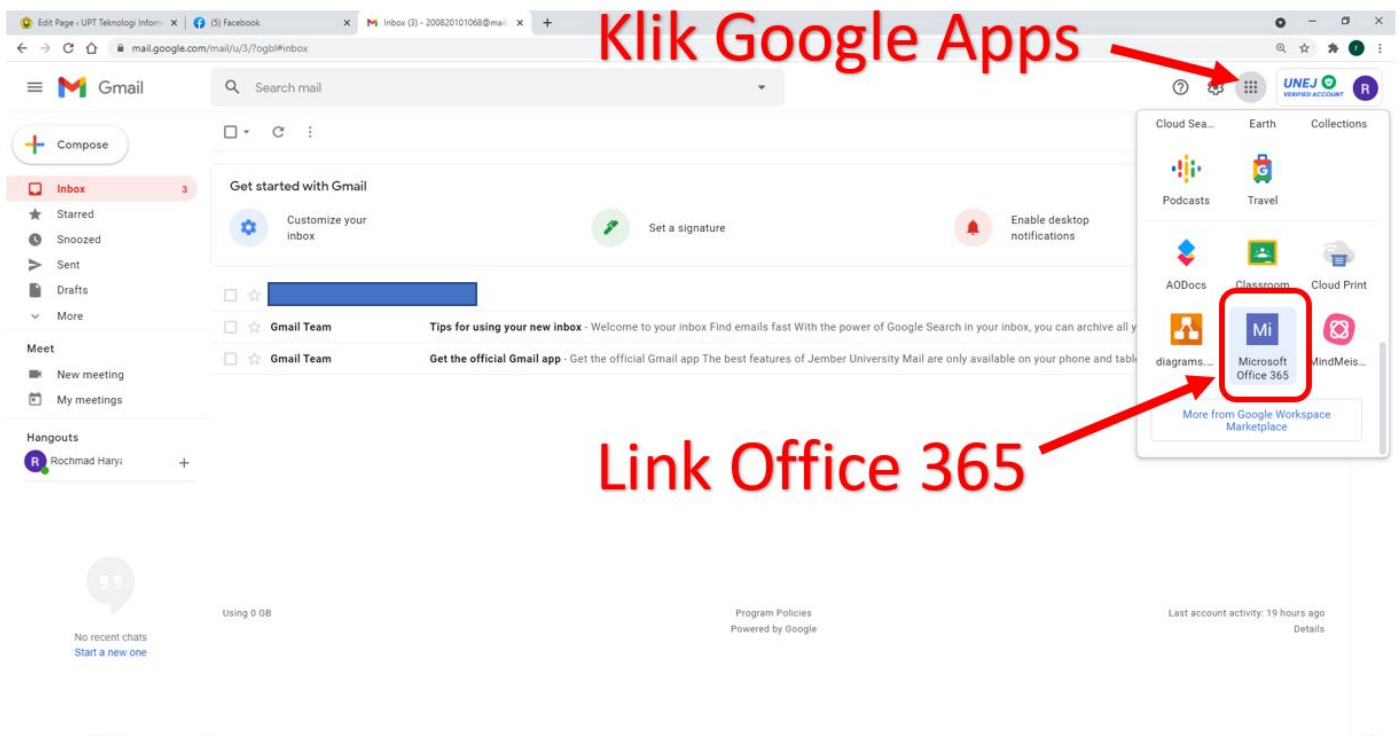 Edit Page ‹ UPT Teknologi Inform
(5) Facebook
Inbox (3) - 200820101068@mail.
mail.google.com/mail/u/3/?ogbl#inbox
Klik Google Apps
Gmail
Search mail
UNEJ
VERIFIED ACCOUNT
R
Compose
Inbox 3
Starred
Snoozed
Sent
Drafts
More
Meet
New meeting
My meetings
Hangouts
R
Rochmad Harya
No recent chats
Start a new one
Get started with Gmail
Customize your
inbox
Set a signature
Enable desktop
notifications
Gmail Team Tips for using your new inbox - Welcome to your inbox Find emails fast With the power of Google Search in your inbox, you can archive all y
Gmail Team Get the official Gmail app - Get the official Gmail app The best features of Jember University Mail are only available on your phone and table
Cloud Sea... Earth Collections
Podcasts Travel
AODocs Classroom Cloud Print
Mi
diagrams.... Microsoft
Office 365
MindMeis...
More from Google Workspace
Marketplace
Link Office 365
Using 0 GB
Program Policies
Powered by Google
Last account activity: 19 hours ago
Details